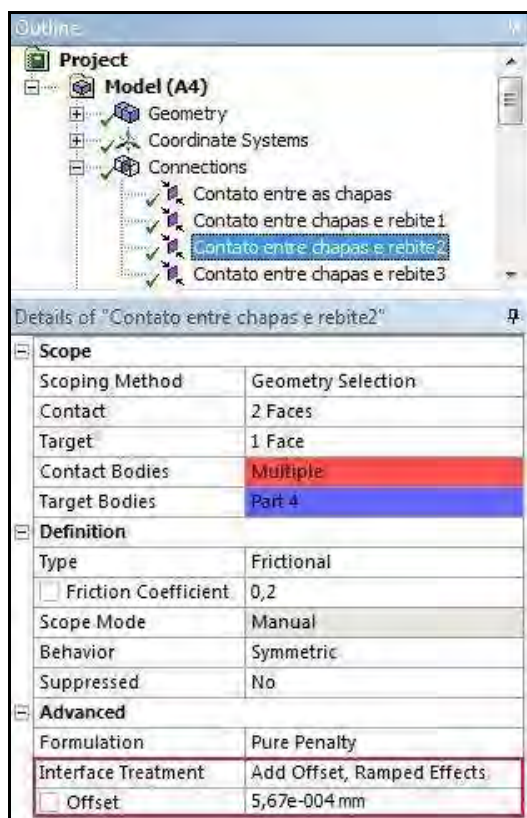 Outline
Project
Model (A4)
Geometry
Coordinate Systems
Connections
Contato entre as chapas
Contato entre chapas e rebite1
Contato entre chapas e rebite2
Contato entre chapas e rebite3
Details of "Contato entre chapas e rebite2"
Scope
Scoping Method Geometry Selection
Contact 2 Faces
Target 1 Face
Contact Bodies Multiple
Target Bodies Part 4
Definition
Type Frictional
Friction Coefficient 0,2
Scope Mode Manual
Behavior Symmetric
Suppressed No
Advanced
Formulation Pure Penalty
Interface Treatment Add Offset, Ramped Effects
Offset 5,67e-004 mm